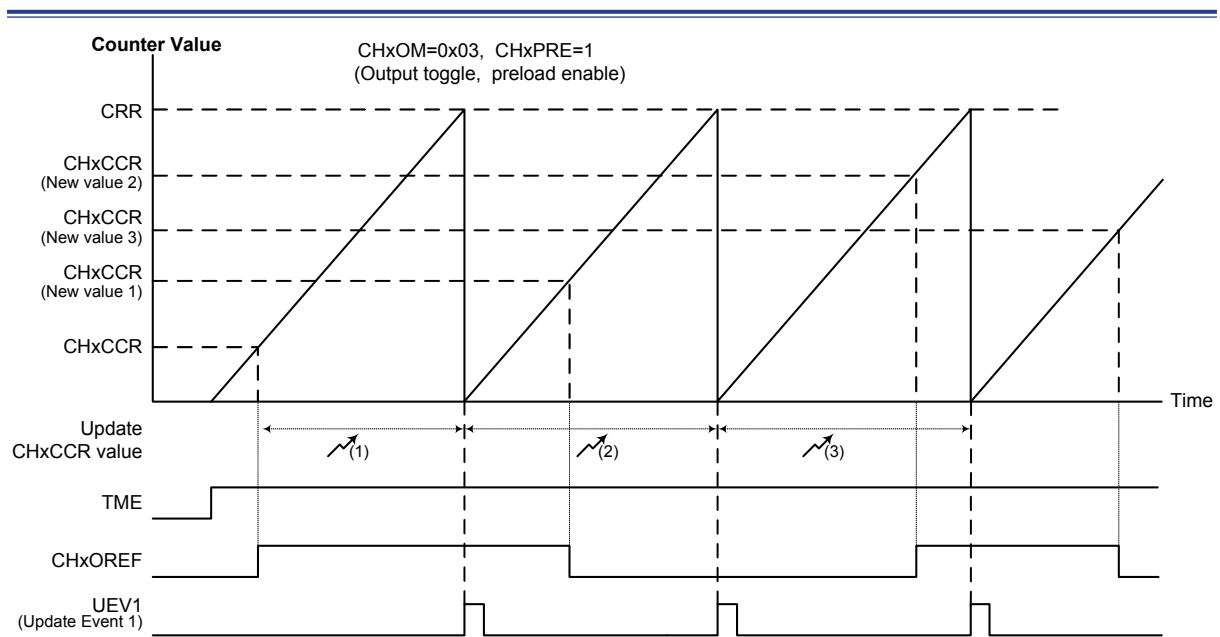 Counter Value
CHxOM=0x03, CHxPRE=1
(Output toggle, preload enable)
CRR
CHxCCR
(New value 2)
CHxCCR
(New value 3)
CHxCCR
(New value 1)
CHxCCR
Time
Update
CHxCCR value
(1)
(2)
(3)
TME
CHxOREF
UEV1
(Update Event 1)